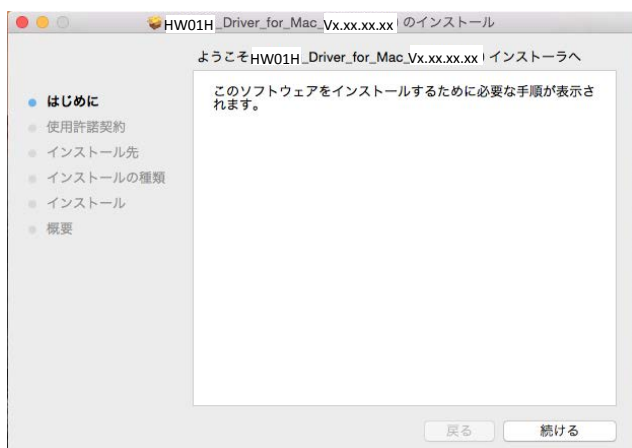 HW01H_Driver_for_Mac_Vx.xx.xx.xx のインストール
ようこそHW01H_Driver_for_Mac_Vx.xx.xx.xx インストーラへ
はじめに
使用許諾契約
インストール先
インストールの種類
インストール
概要
このソフトウェアをインストールするために必要な手順が表示さ
れます。
戻る
続ける